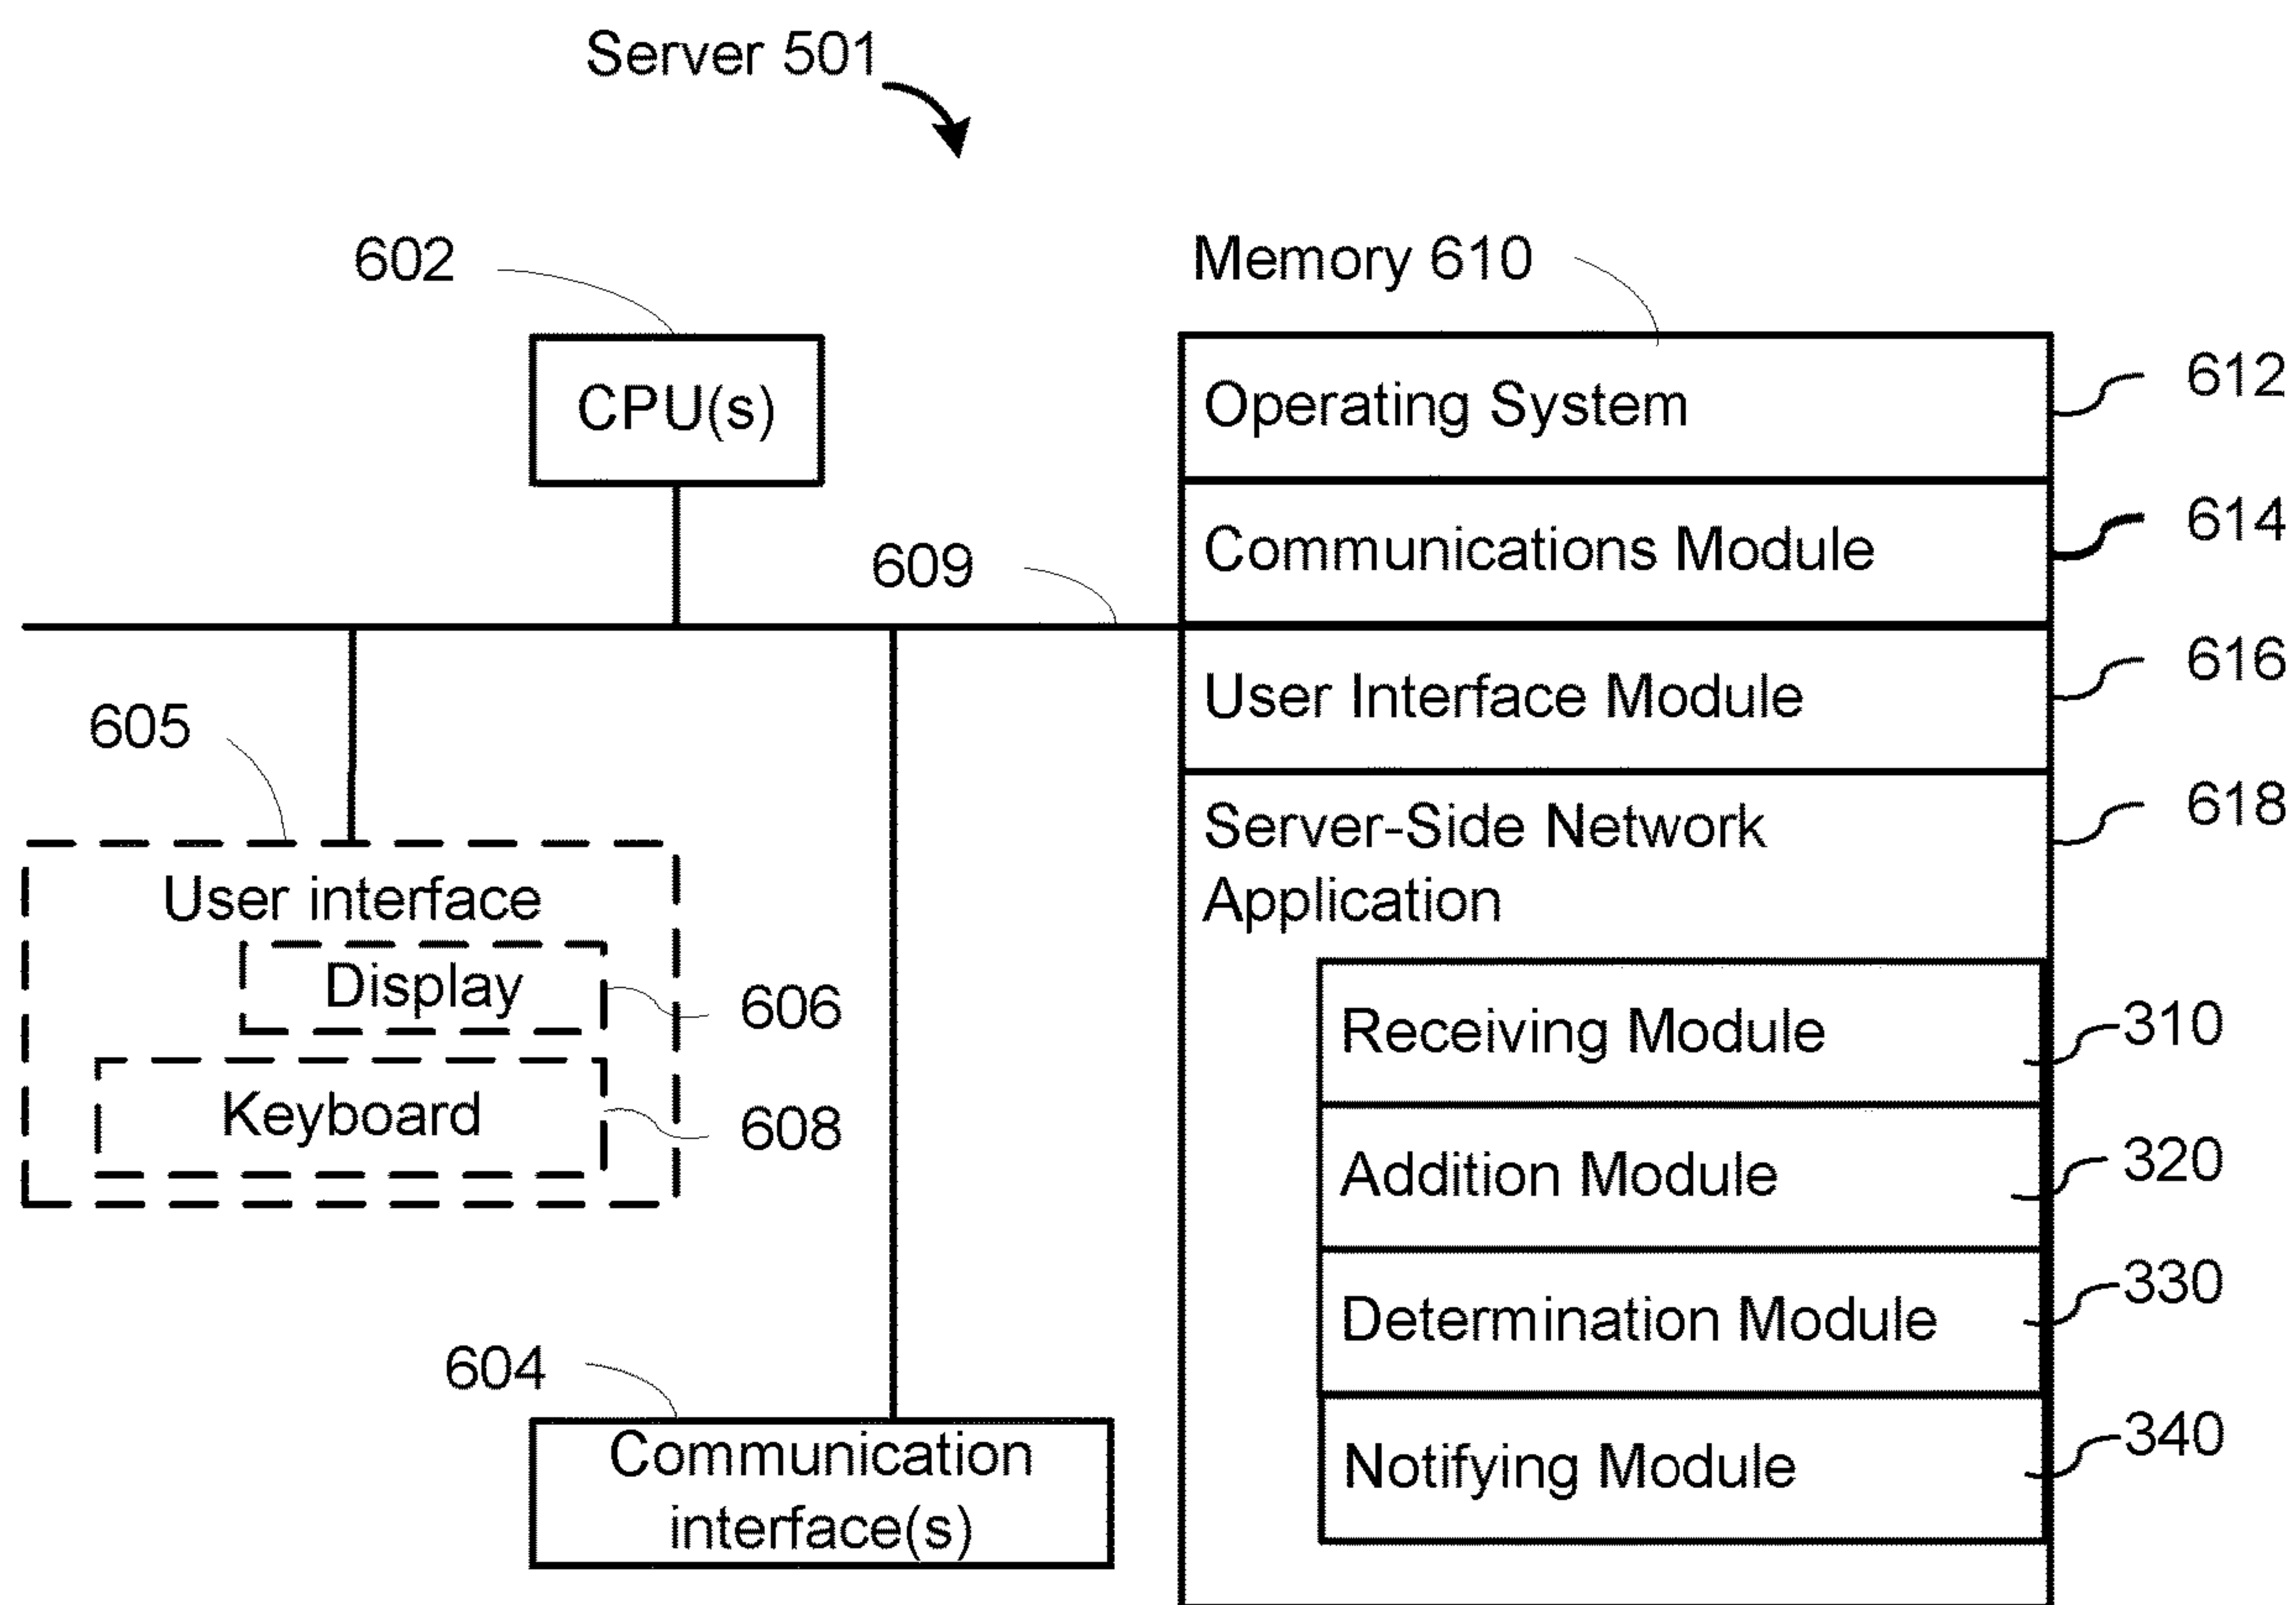 Server 501
602
CPU(s)
609
605
User interface
Display
606
Keyboard
608
604
Communication
interface(s)
Memory 610
Operating System
612
Communications Module
614
User Interface Module
616
Server-Side Network
Application
618
Receiving Module
310
Addition Module
320
Determination Module
330
Notifying Module
340